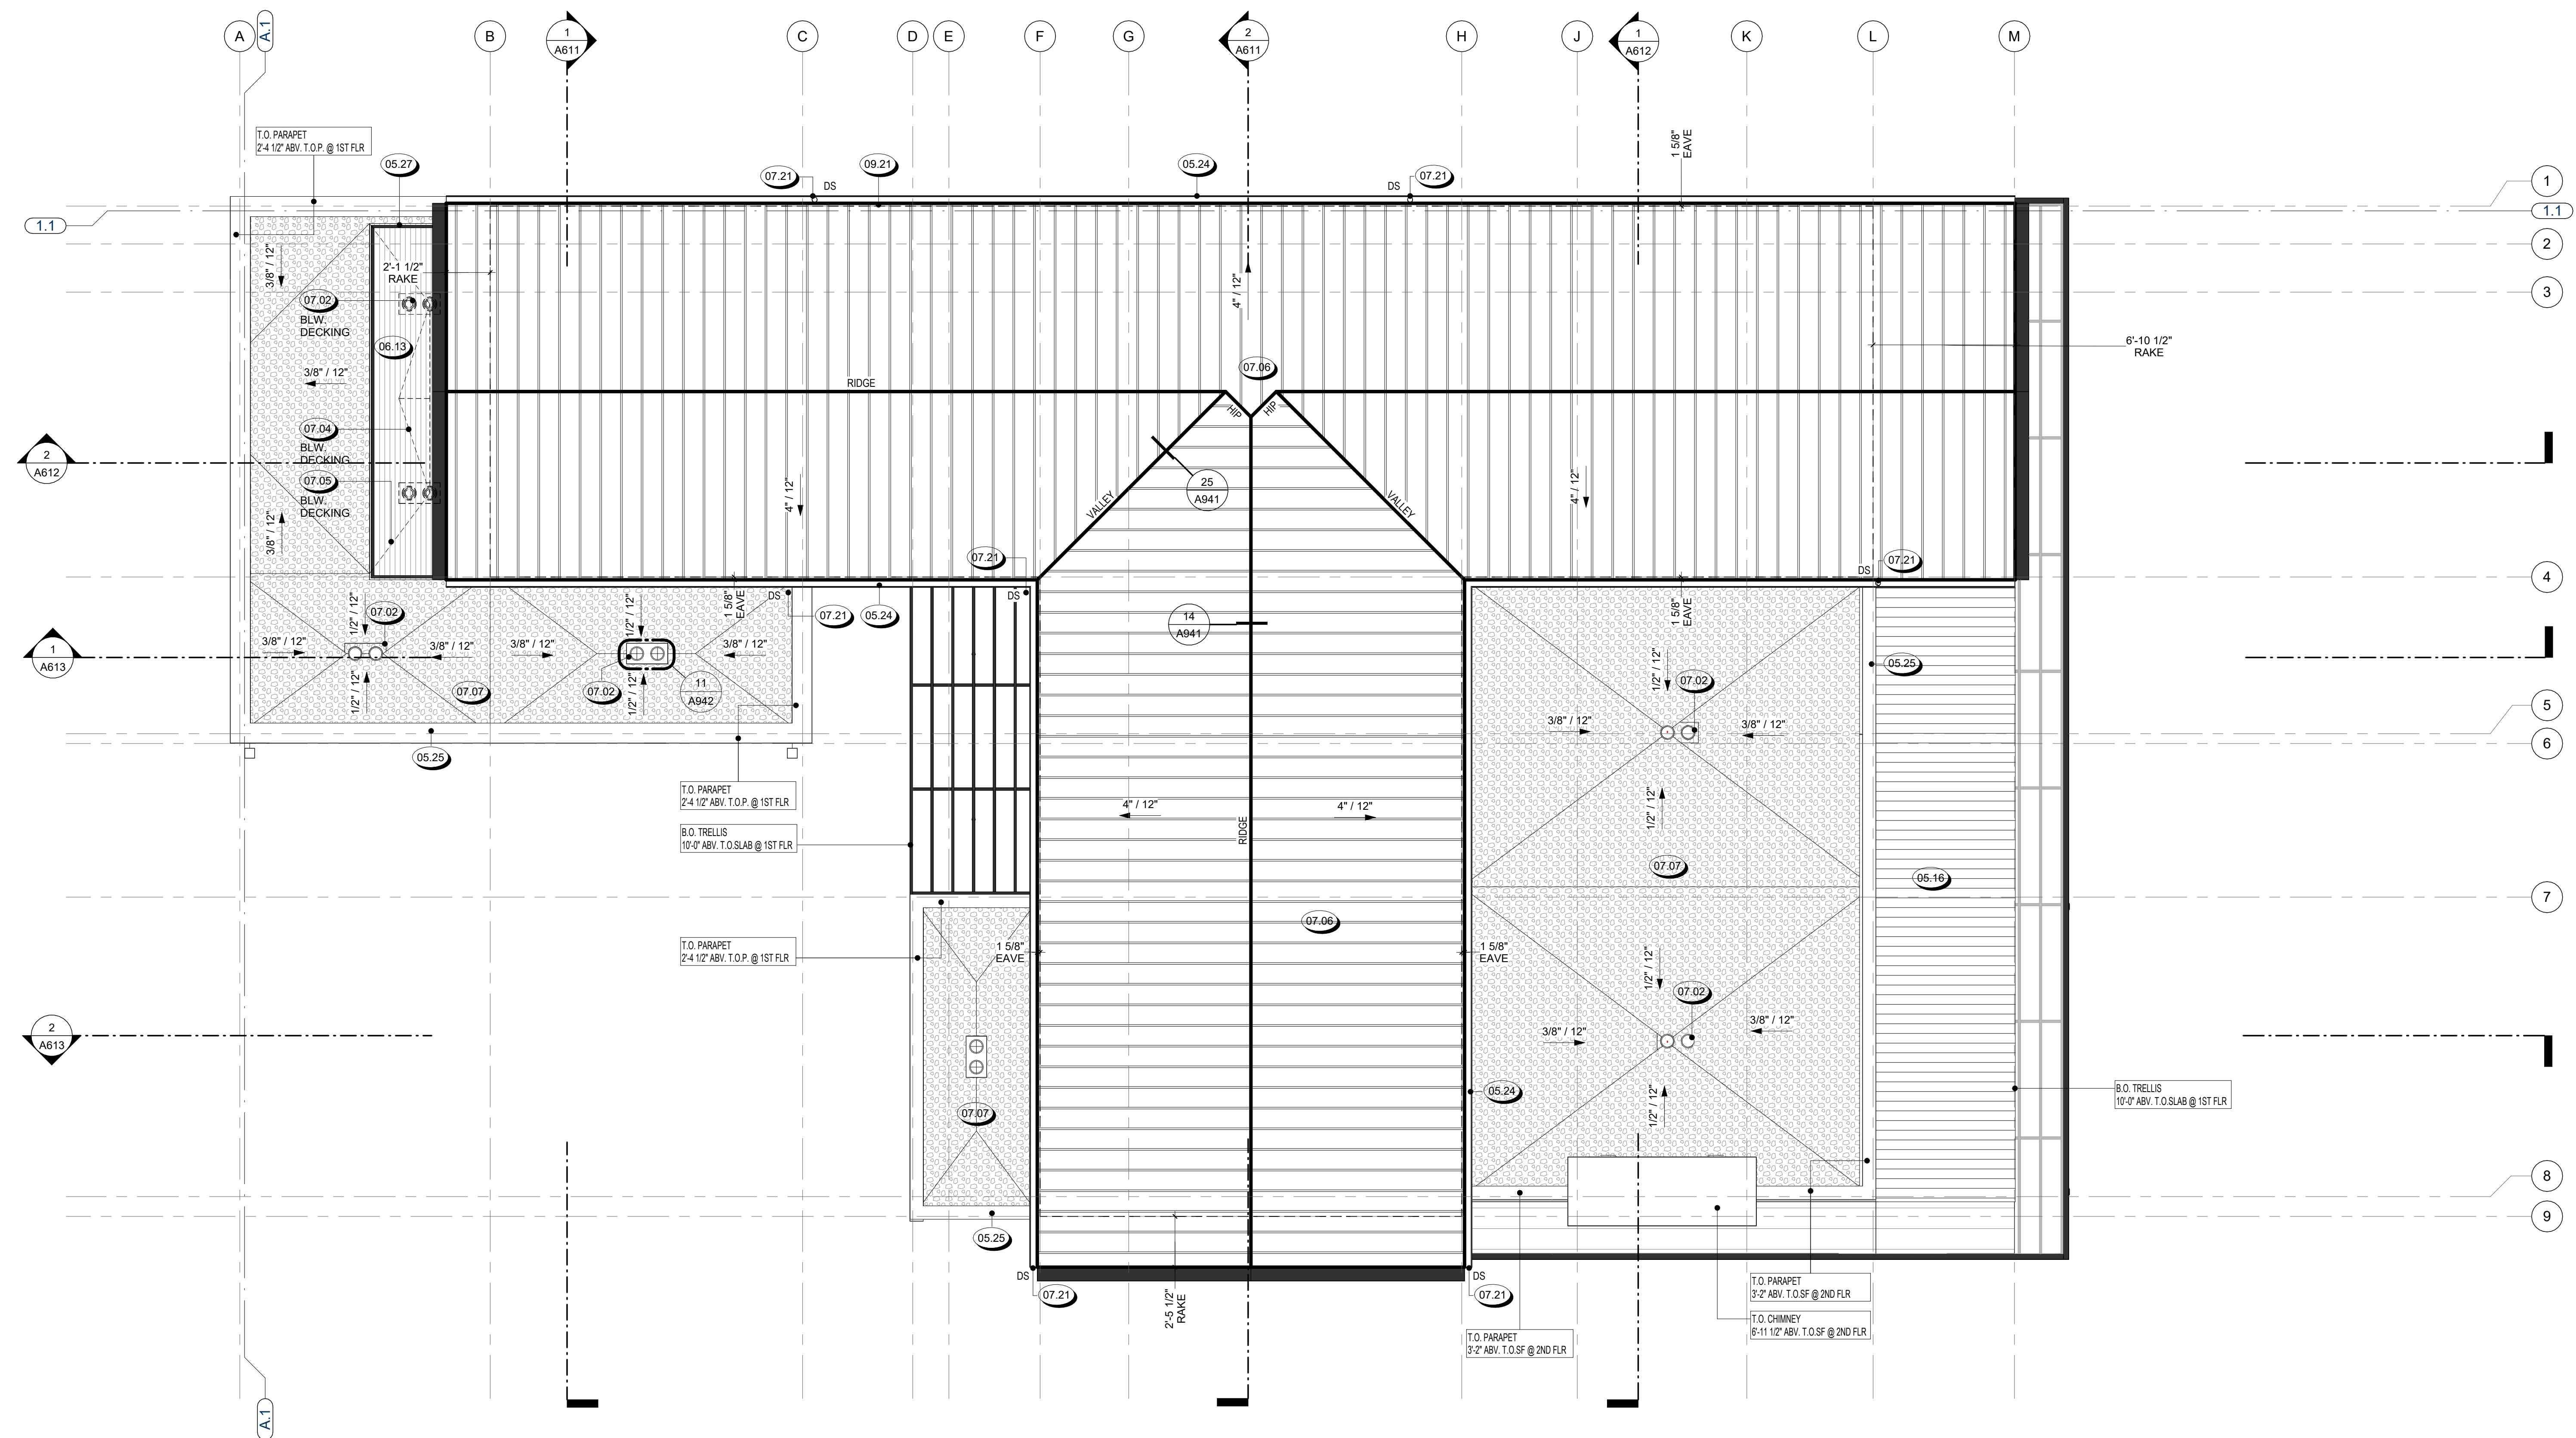 A
A.1
B
1
A611
C
D
E
F
G
2
A611
H
J
1
A612
K
L
M
T.O. PARAPET
2'-4 1/2" ABV. T.O.P. @ 1ST FLR
05.27
07.21
DS
09.21
05.24
DS
07.21
1 5/8"
EAVE
1
1.1
1.1
2
3
3/8" / 12"
2'-1 1/2"
RAKE
07.02
BLW.
DECKING
4" / 12"
06.13
3/8" / 12"
RIDGE
07.06
6'-10 1/2"
RAKE
HIP
HIP
07.04
BLW.
DECKING
2
A612
07.05
BLW.
DECKING
3/8" / 12"
4" / 12"
VALLEY
25
A941
VALLEY
4" / 12"
07.21
07.21
DS
4
1/2" / 12"
07.02
1/2" / 12"
1 5/8"
EAVE
DS
07.21
05.24
DS
14
A941
1 5/8"
EAVE
1
A613
3/8" / 12"
3/8" / 12"
3/8" / 12"
3/8" / 12"
1/2" / 12"
07.07
07.02
1/2" / 12"
11
A942
1/2" / 12"
07.02
05.25
5
6
05.25
3/8" / 12"
3/8" / 12"
T.O. PARAPET
2'-4 1/2" ABV. T.O.P. @ 1ST FLR
B.O. TRELLIS
10'-0" ABV. T.O.SLAB @ 1ST FLR
4" / 12"
RIDGE
4" / 12"
1/2" / 12"
07.07
05.16
7
T.O. PARAPET
2'-4 1/2" ABV. T.O.P. @ 1ST FLR
1 5/8"
EAVE
07.06
1 5/8"
EAVE
1/2" / 12"
07.02
2
A613
3/8" / 12"
3/8" / 12"
07.07
05.24
1/2" / 12"
B.O. TRELLIS
10'-0" ABV. T.O.SLAB @ 1ST FLR
8
9
05.25
DS
07.21
2'-5 1/2"
RAKE
DS
07.21
T.O. PARAPET
3'-2" ABV. T.O.SF @ 2ND FLR
T.O. CHIMNEY
6'-11 1/2" ABV. T.O.SF @ 2ND FLR
T.O. PARAPET
3'-2" ABV. T.O.SF @ 2ND FLR
A.1